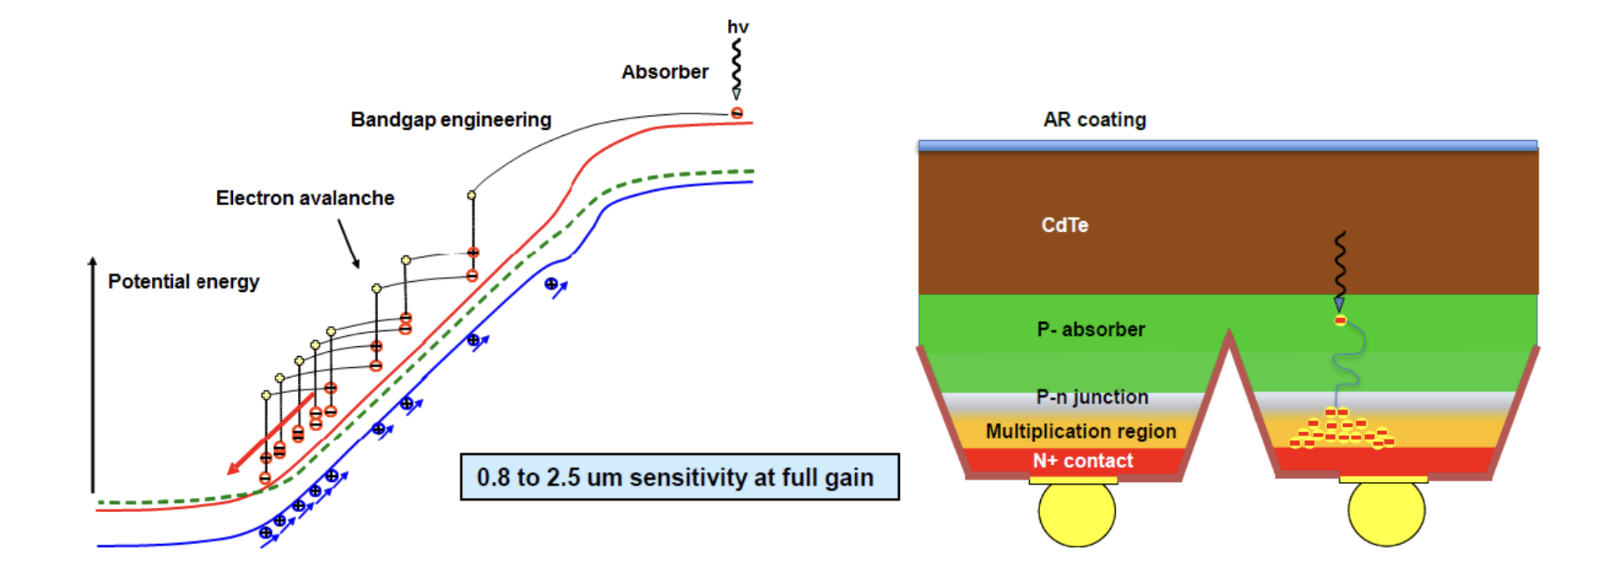 hv
Absorber
Bandgap engineering
Electron avalanche
Potential energy
0.8 to 2.5 um sensitivity at full gain
AR coating
CdTe
P- absorber
P-n junction
Multiplication region
N+ contact